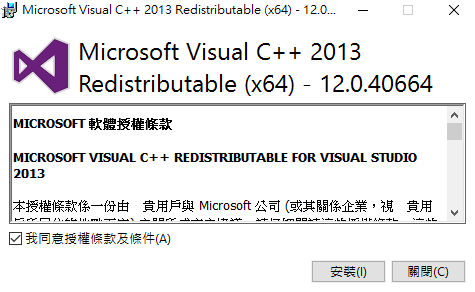 Microsoft Visual C++ 2013 Redistributable (x64) - 12.0...
Microsoft Visual C++ 2013
Redistributable (x64) - 12.0.40664
MICROSOFT 軟體授權條款
MICROSOFT VISUAL C++ REDISTRIBUTABLE FOR VISUAL STUDIO
2013
本授權條款係一份由 貴用戶與 Microsoft 公司 (或其關係企業，視 貴用
我同意授權條款及條件(A)
安裝(I)
關閉(C)